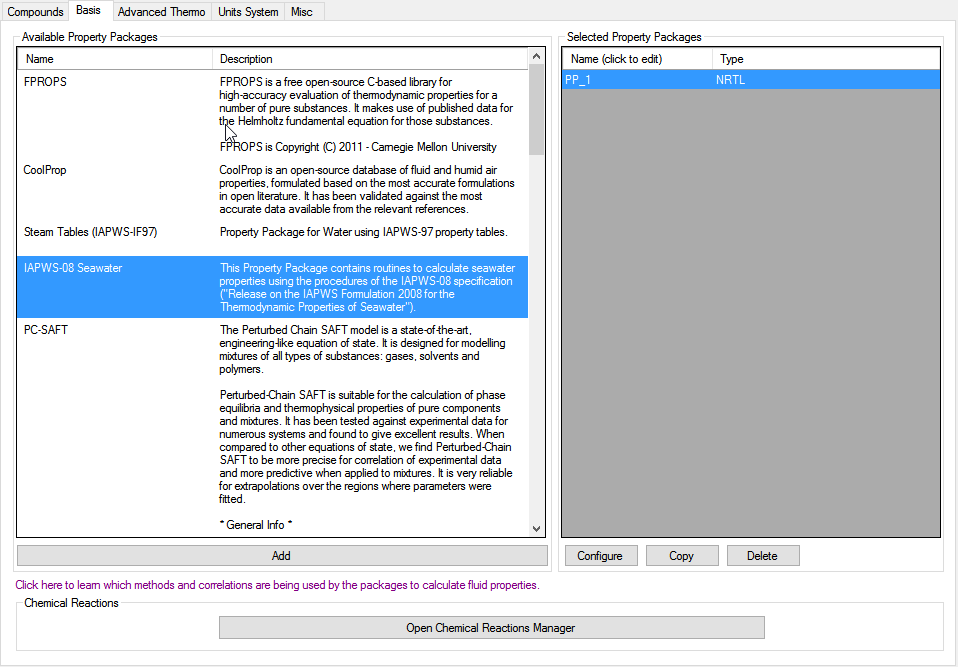 Compounds Basis Advanced Thermo Units System Misc
Available Property Packages
Name Description
FPROPS FPROPS is a free open-source C-based library for
high-accuracy evaluation of thermodynamic properties for a
number of pure substances. It makes use of published data for
the Helmholtz fundamental equation for those substances.
FPROPS is Copyright (C) 2011 - Carnegie Mellon University
CoolProp CoolProp is an open-source database of fluid and humid air
properties, formulated based on the most accurate formulations
in open literature. It has been validated against the most
accurate data available from the relevant references.
Steam Tables (IAPWS-IF97) Property Package for Water using IAPWS-97 property tables.
IAPWS-08 Seawater This Property Package contains routines to calculate seawater
properties using the procedures of the IAPWS-08 specification
("Release on the IAPWS Formulation 2008 for the
Thermodynamic Properties of Seawater").
PC-SAFT The Perturbed Chain SAFT model is a state-of-the-art,
engineering-like equation of state. It is designed for modelling
mixtures of all types of substances: gases, solvents and
polymers.
Perturbed-Chain SAFT is suitable for the calculation of phase
equilibria and thermophysical properties of pure components
and mixtures. It has been tested against experimental data for
numerous systems and found to give excellent results. When
compared to other equations of state, we find Perturbed-Chain
SAFT to be more precise for correlation of experimental data
and more predictive when applied to mixtures. It is very reliable
for extrapolations over the regions where parameters were
fitted.
* General Info *
Add
Selected Property Packages
Name (click to edit) Type
PP_1 NRTL
Configure Copy Delete
Click here to learn which methods and correlations are being used by the packages to calculate fluid properties.
Chemical Reactions
Open Chemical Reactions Manager